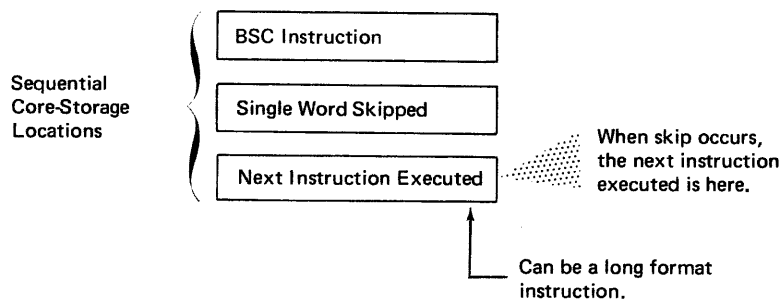 BSC Instruction
Sequential
Core-Storage
Locations
Single Word Skipped
Next Instruction Executed
When skip occurs,
the next instruction
executed is here.
Can be a long format
instruction.